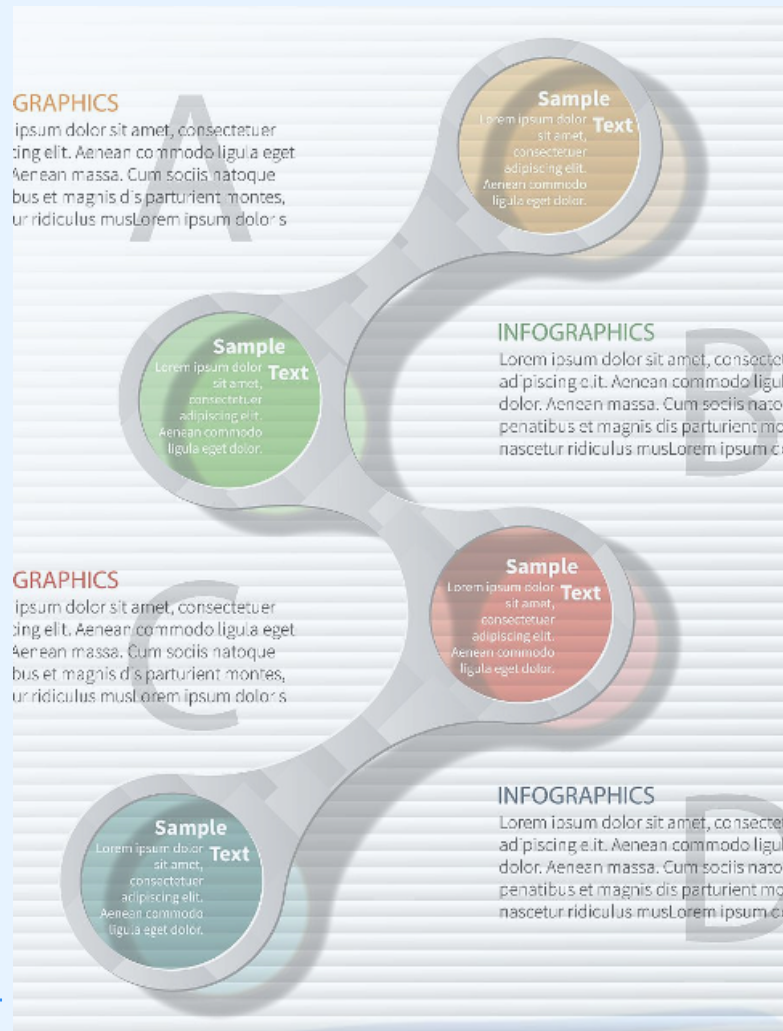 Sample
Text
Lorem ipsum dolor
sit amet,
consectetuer
adipiscing elit.
Aenean commodo
ligula eget dolor.
A
GRAPHICS
ipsum dolor sit amet, consectetuer
cing elit. Aenean commodo ligula eget
Aenean massa. Cum sociis natoque
bus et magnis dis parturient montes,
ur ridiculus musLorem ipsum dolor s
Sample
Text
Lorem ipsum dolor
sit amet,
consectetuer
adipiscing elit.
Aenean commodo
ligula eget dolor.
B
INFOGRAPHICS
Lorem ipsum dolor sit amet, consectet
adipiscing elit. Aenean commodo ligul
dolor. Aenean massa. Cum sociis nato
penatibus et magnis dis parturient mo
nascetur ridiculus musLorem ipsum d
Sample
Text
Lorem ipsum dolor
sit amet,
consectetuer
adipiscing elit.
Aenean commodo
ligula eget dolor.
C
GRAPHICS
ipsum dolor sit amet, consectetuer
cing elit. Aenean commodo ligula eget
Aenean massa. Cum sociis natoque
bus et magnis dis parturient montes,
ur ridiculus musLorem ipsum dolor s
Sample
Text
Lorem ipsum dolor
sit amet,
consectetuer
adipiscing elit.
Aenean commodo
ligula eget dolor.
D
INFOGRAPHICS
Lorem ipsum dolor sit amet, consectet
adipiscing elit. Aenean commodo ligul
dolor. Aenean massa. Cum sociis nato
penatibus et magnis dis parturient mo
nascetur ridiculus musLorem ipsum d